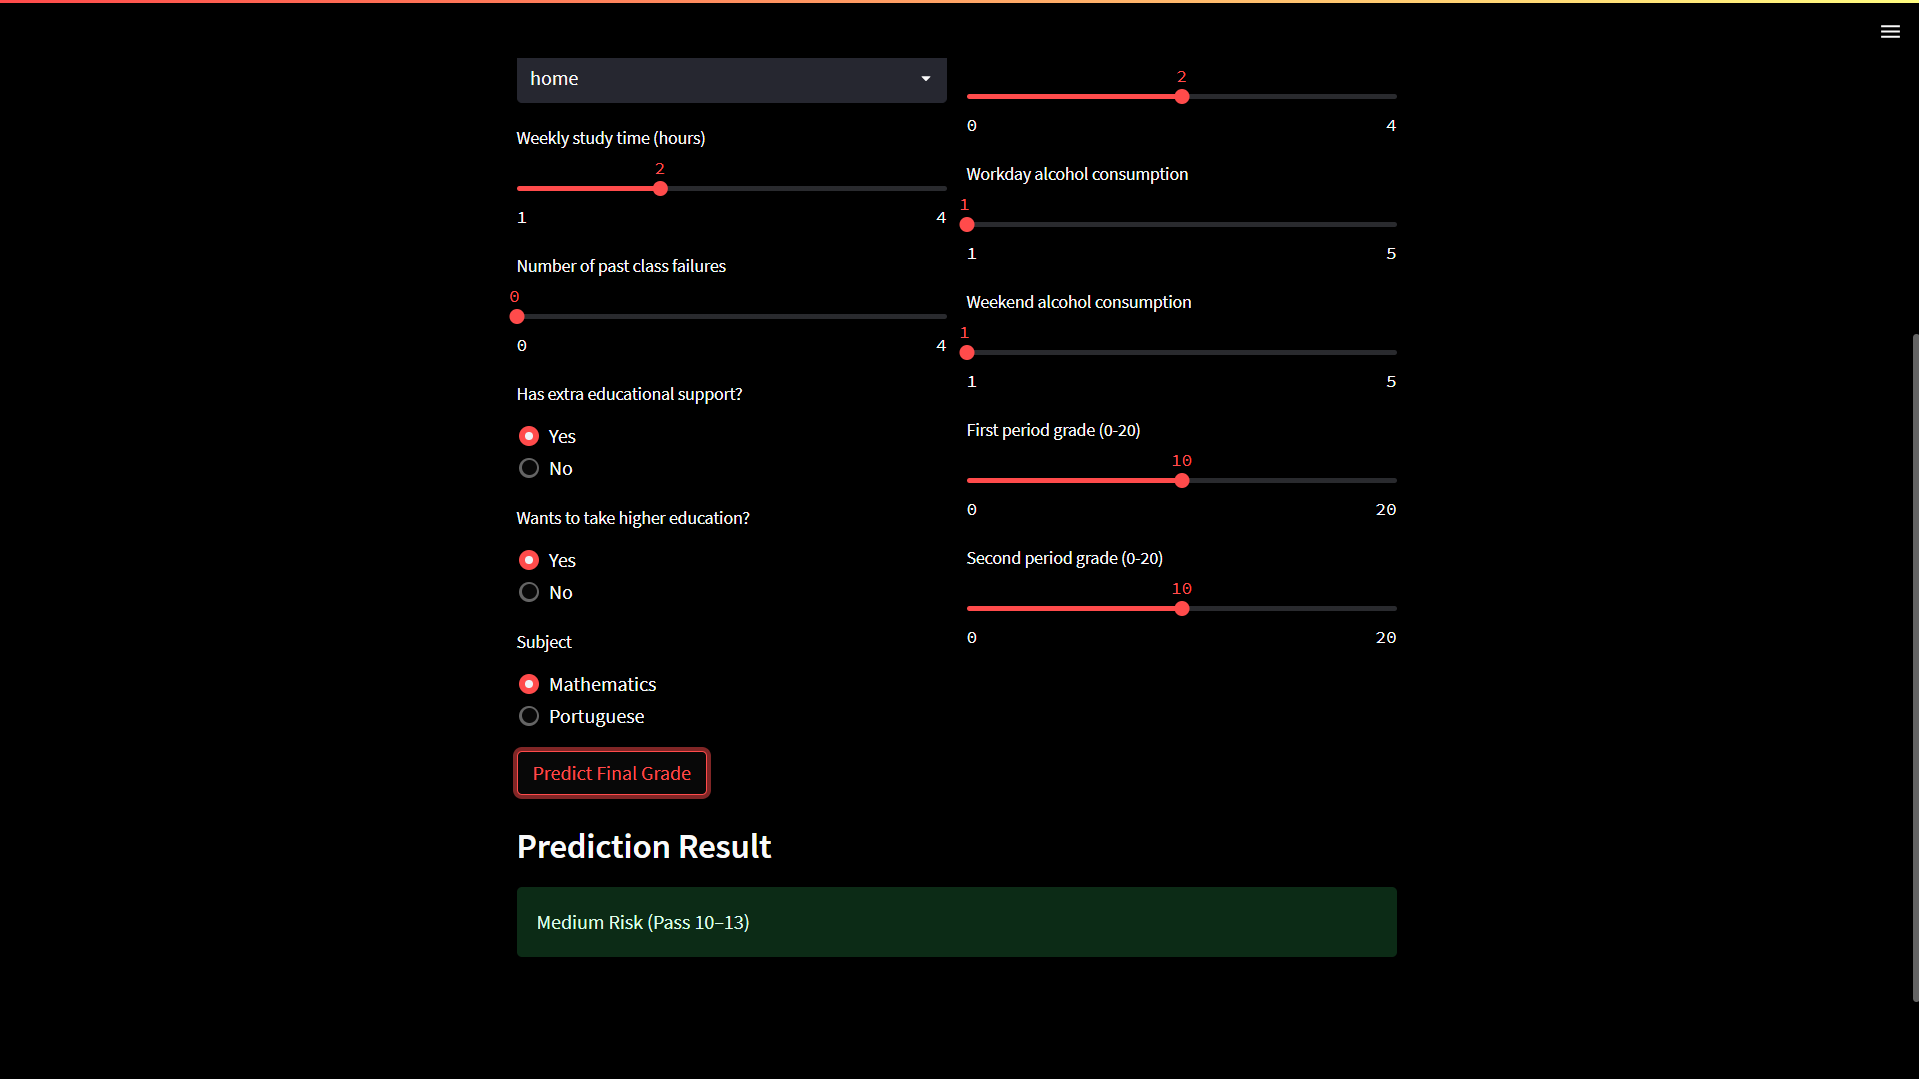 home
Weekly study time (hours)
2
1 4
Number of past class failures
0
0 4
Has extra educational support?
Yes
No
Wants to take higher education?
Yes
No
Subject
Mathematics
Portuguese
2
0 4
Workday alcohol consumption
1
1 5
Weekend alcohol consumption
1
1 5
First period grade (0-20)
10
0 20
Second period grade (0-20)
10
0 20
Predict Final Grade
Prediction Result
Medium Risk (Pass 10–13)